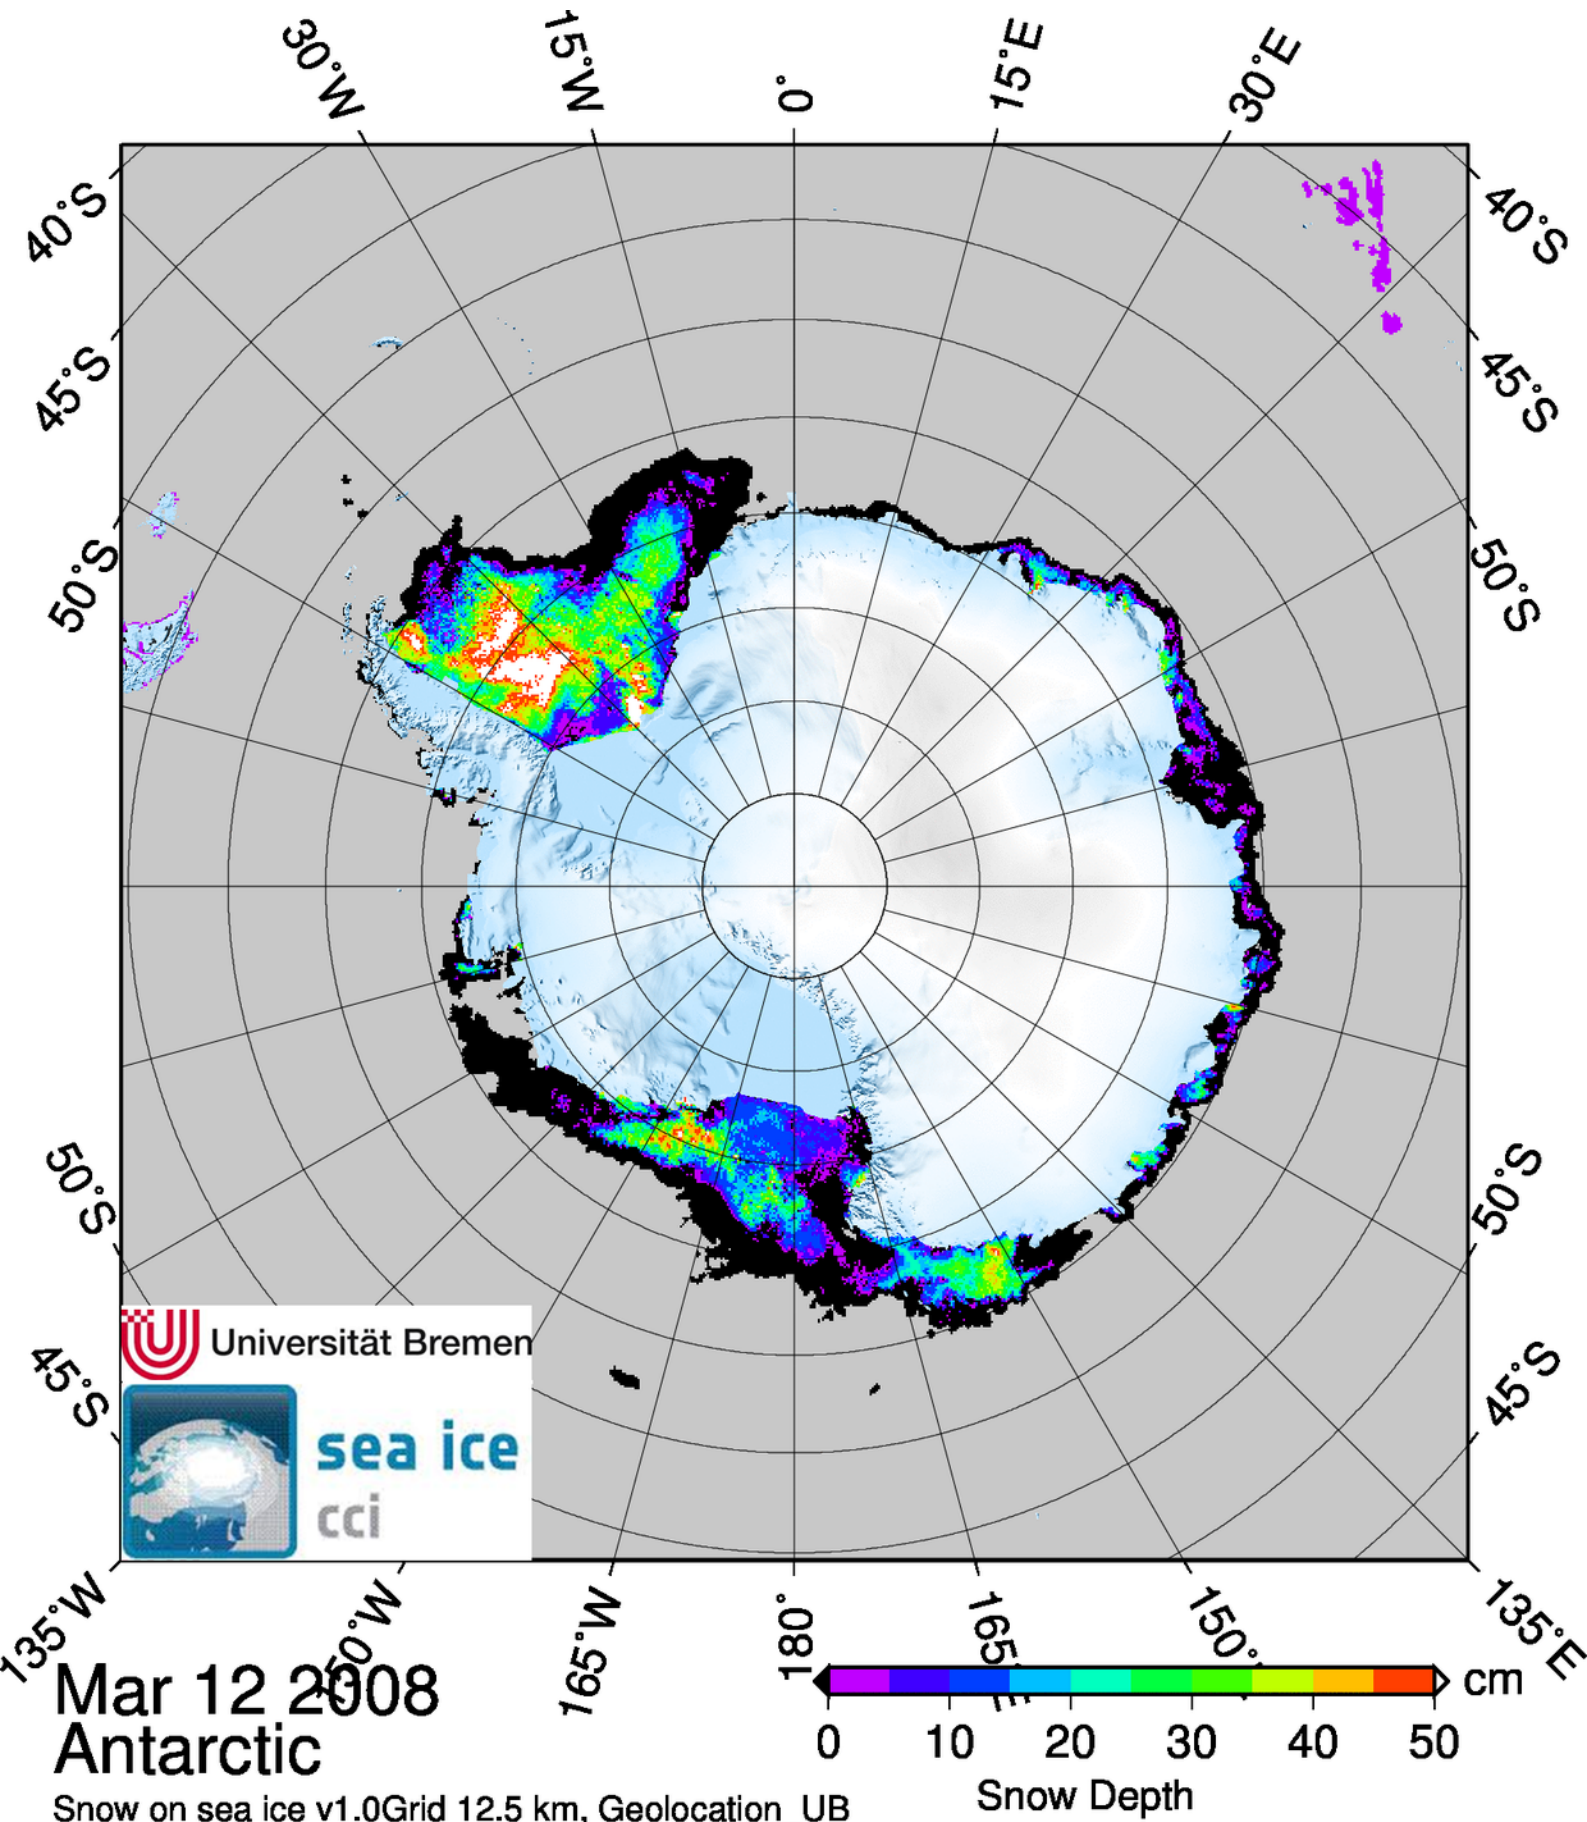 30°W 15°W 0° 15°E 30°E
40°S 40°S
45°S 45°S
50°S 50°S
50°S 50°S
45°S 45°S
Universität Bremen
sea ice
cci
135°W 150°W 165°W 180° 165°E 150° 135°E
Mar 12 2008
Antarctic
Snow on sea ice v1.0Grid 12.5 km, Geolocation UB
cm
0 10 20 30 40 50
Snow Depth